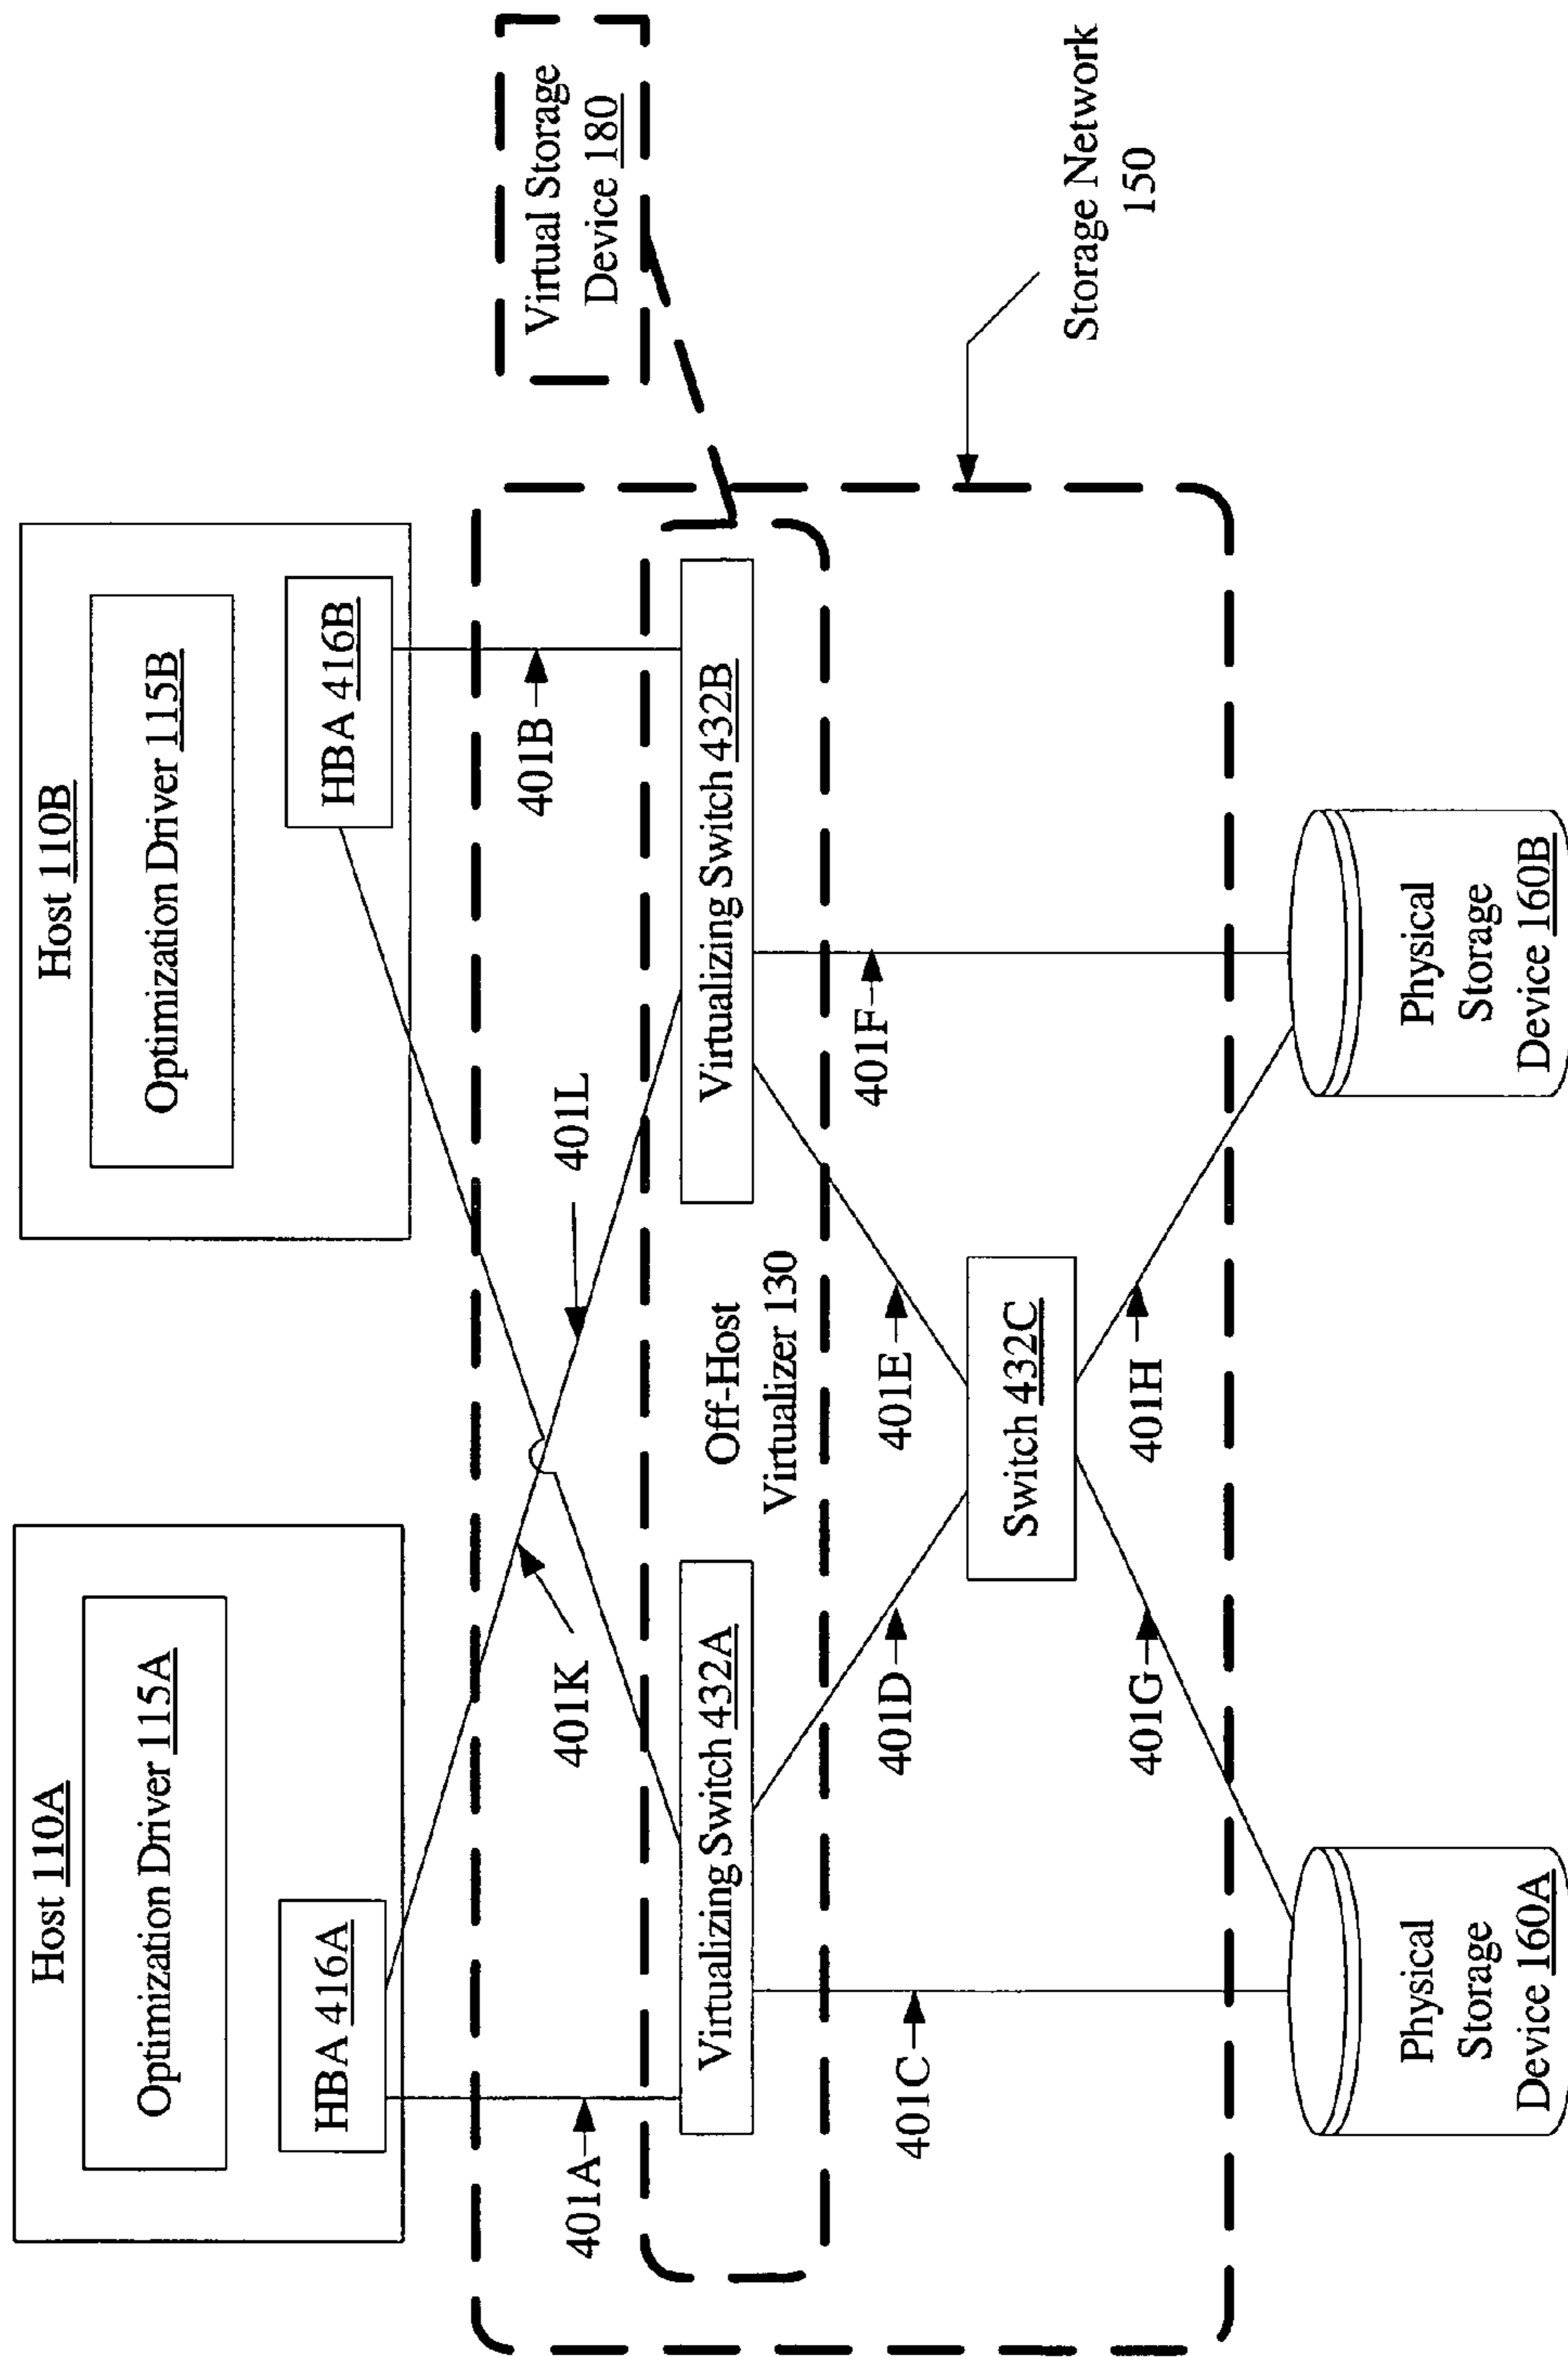 Host 110A
Optimization Driver 115A
HBA 416A
Host 110B
Optimization Driver 115B
HBA 416B
401A
401K
401L
401B
Virtual Storage
Device 180
Virtualizing Switch 432A
Off-Host
Virtualizer 130
Virtualizing Switch 432B
401C
401D
401E
401F
Switch 432C
Storage Network
150
401G
401H
Physical
Storage
Device 160A
Physical
Storage
Device 160B